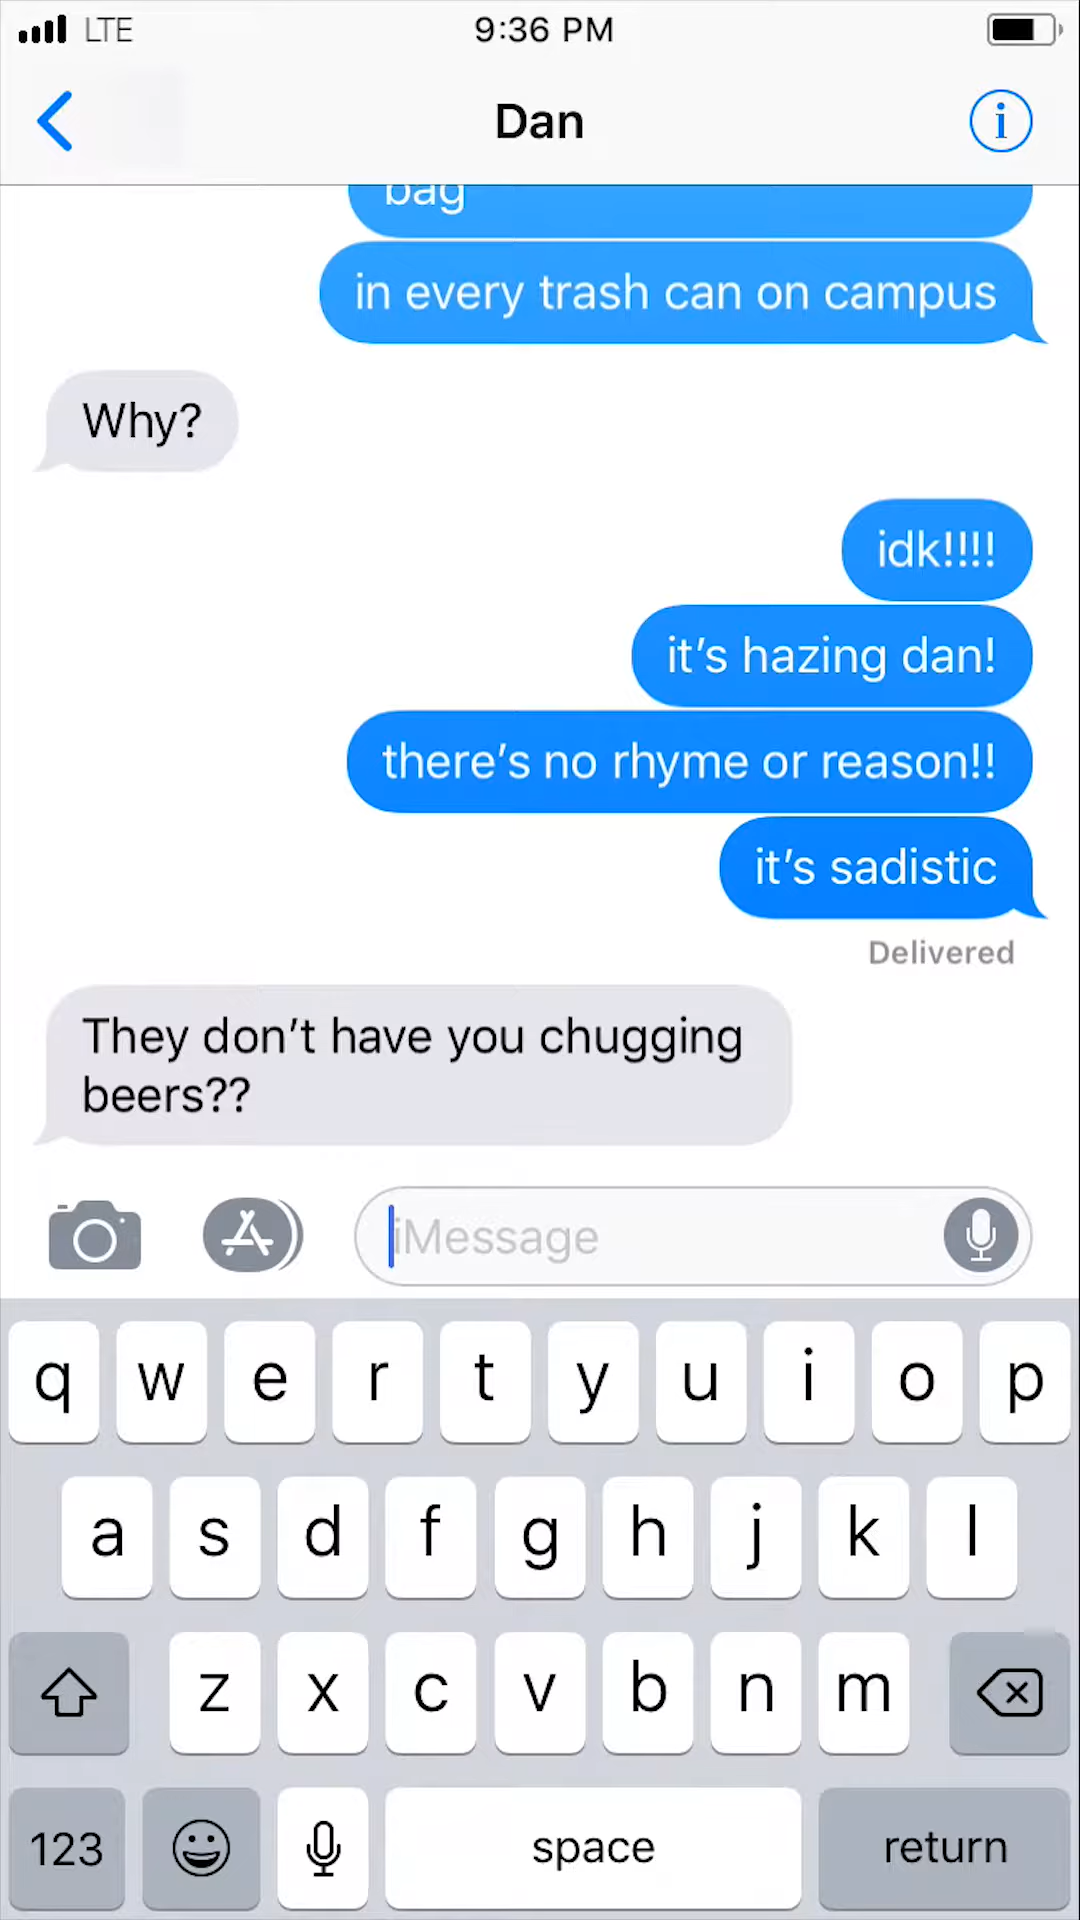 LTE
9:36 PM
Dan
bag
in every trash can on campus
Why?
idk!!!!
it’s hazing dan!
there’s no rhyme or reason!!
it’s sadistic
Delivered
They don’t have you chugging
beers??
iMessage
q w e r t y u i o p
a s d f g h j k l
z x c v b n m
123 space return